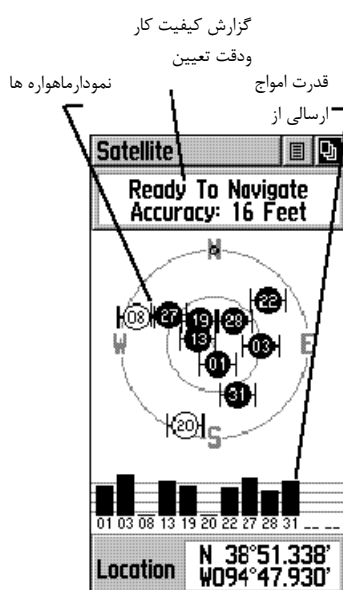 گزارش کیفیت کار
ودقت تعیین
قدرت امواج
ارسالی از
نمودارماهواره ها
Satellite
Ready To Navigate
Accuracy: 16 Feet
N
22
08 27 19 28
W 13 03 E
01
31
20 S
01 03 08 13 19 20 22 27 28 31 __ __
Location
N 38°51.338'
W094°47.930'